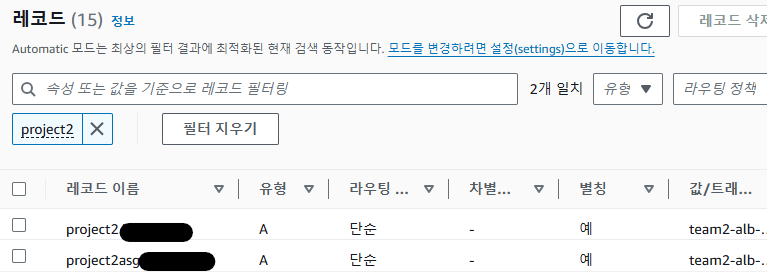 레코드 (15) 정보
레코드 삭제
Automatic 모드는 최상의 필터 결과에 최적화된 현재 검색 동작입니다. 모드를 변경하려면 설정(settings)으로 이동합니다.
속성 또는 값을 기준으로 레코드 필터링 2개 일치 유형 라우팅 정책
project2 필터 지우기
레코드 이름 유형 라우팅 ... 차별... 별칭 값/트래...
project2 A 단순 - 예 team2-alb-...
project2asg A 단순 - 예 team2-alb-...